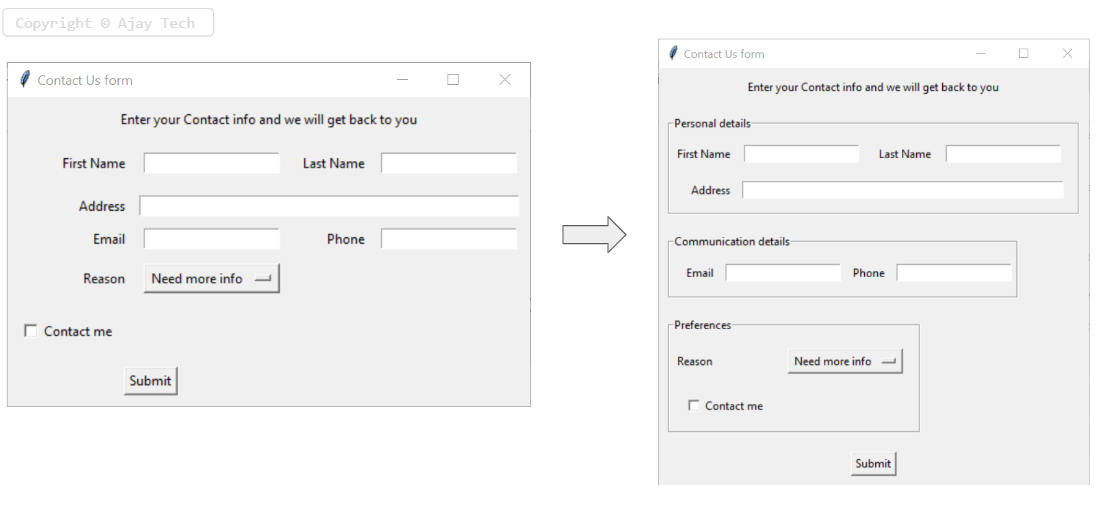 Copyright © Ajay Tech
Contact Us form
Enter your Contact info and we will get back to you
First Name Last Name
Address
Email Phone
Reason Need more info
Contact me
Submit
Contact Us form
Enter your Contact info and we will get back to you
Personal details
First Name Last Name
Address
Communication details
Email Phone
Preferences
Reason Need more info
Contact me
Submit